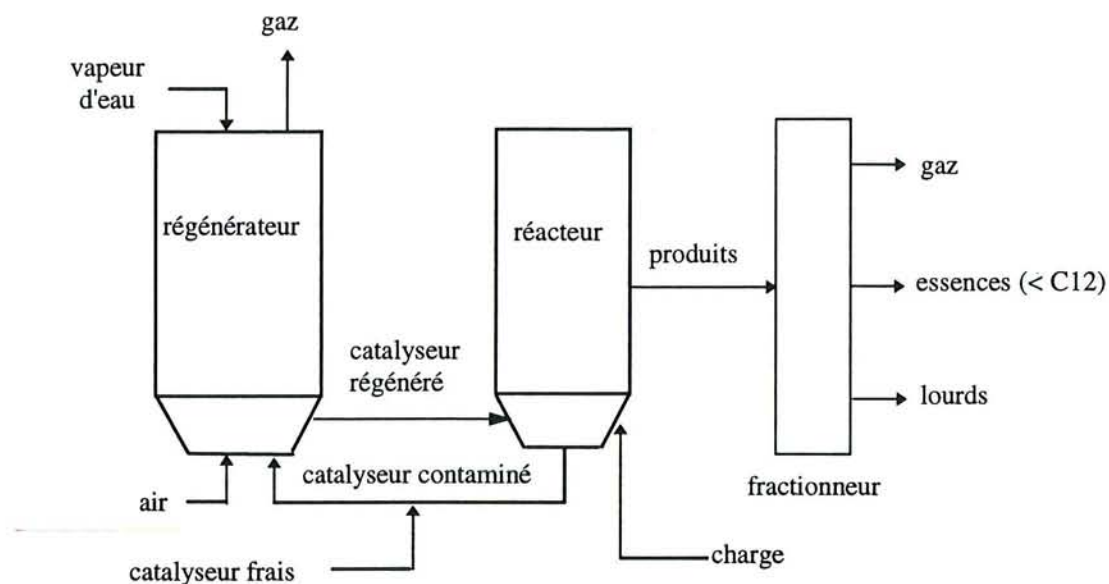 gaz
vapeur
d'eau
régénérateur
réacteur
produits
gaz
essences (< C12)
lourds
catalyseur
régénéré
catalyseur contaminé
fractionneur
air
charge
catalyseur frais